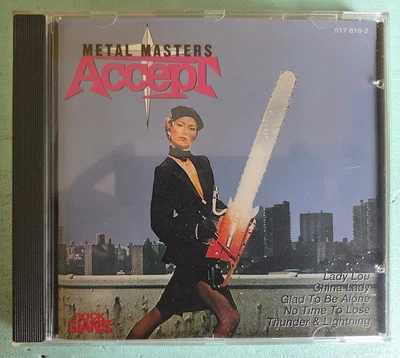 517 818-2
METAL MASTERS
Accept
Lady Lou
China Lady
Glad To Be Alone
No Time To Lose
Thunder & Lightning
ROCK
GIANTS